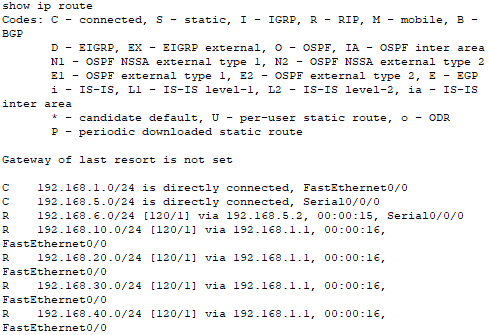 show ip route
Codes: C - connected, S - static, I - IGRP, R - RIP, M - mobile, B -
BGP
       D - EIGRP, EX - EIGRP external, O - OSPF, IA - OSPF inter area
       N1 - OSPF NSSA external type 1, N2 - OSPF NSSA external type 2
       E1 - OSPF external type 1, E2 - OSPF external type 2, E - EGP
       i - IS-IS, L1 - IS-IS level-1, L2 - IS-IS level-2, ia - IS-IS
inter area
       * - candidate default, U - per-user static route, o - ODR
       P - periodic downloaded static route

Gateway of last resort is not set

C    192.168.1.0/24 is directly connected, FastEthernet0/0
C    192.168.5.0/24 is directly connected, Serial0/0/0
R    192.168.6.0/24 [120/1] via 192.168.5.2, 00:00:15, Serial0/0/0
R    192.168.10.0/24 [120/1] via 192.168.1.1, 00:00:16,
FastEthernet0/0
R    192.168.20.0/24 [120/1] via 192.168.1.1, 00:00:16,
FastEthernet0/0
R    192.168.30.0/24 [120/1] via 192.168.1.1, 00:00:16,
FastEthernet0/0
R    192.168.40.0/24 [120/1] via 192.168.1.1, 00:00:16,
FastEthernet0/0